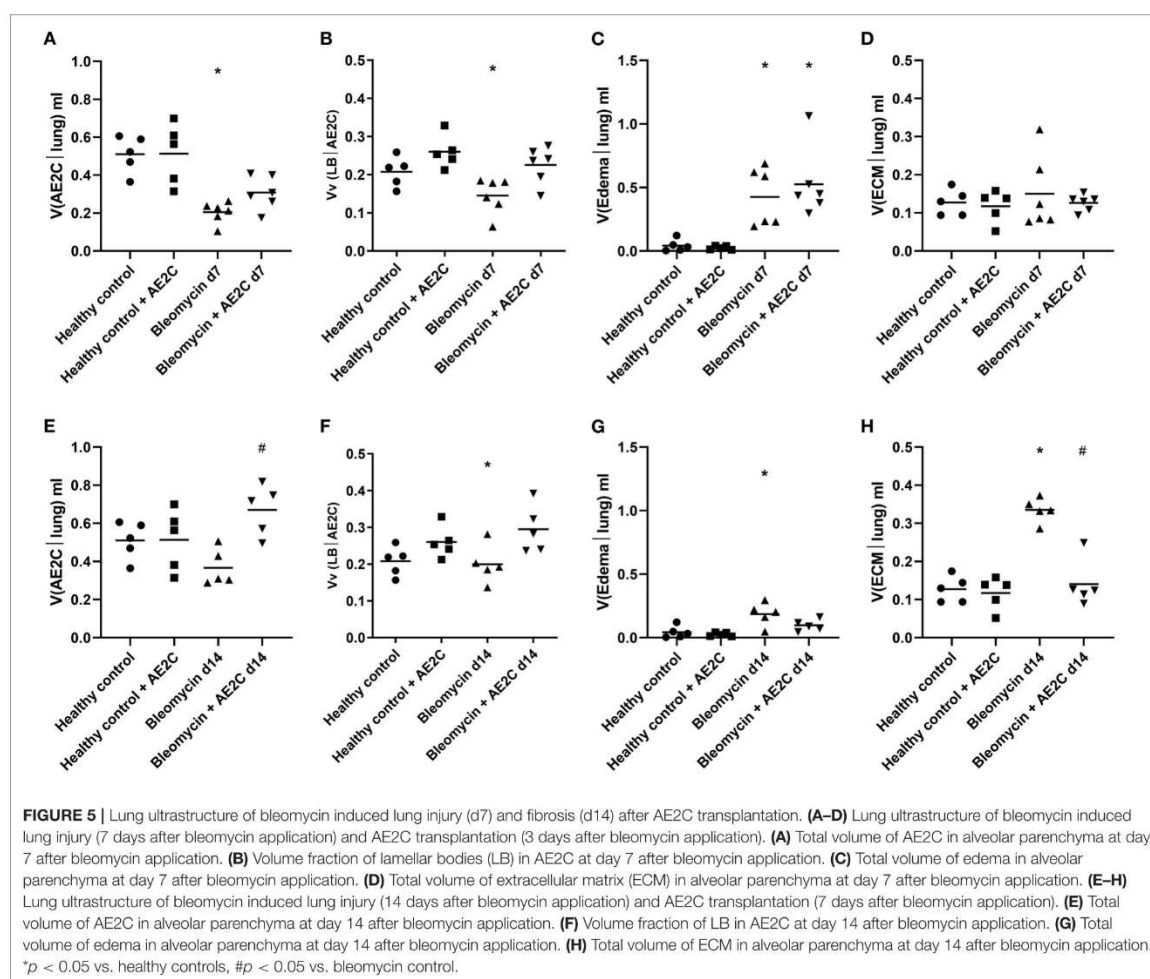 A
B
C
D
V(AE2C | lung) ml
1.0
0.8
0.6
0.4
0.2
0.0
*
Healthy control
Healthy control + AE2C
Bleomycin d7
Bleomycin + AE2C d7
Vv (LB | AE2C)
0.5
0.4
0.3
0.2
0.1
0.0
*
Healthy control
Healthy control + AE2C
Bleomycin d7
Bleomycin + AE2C d7
V(Edema | lung) ml
1.5
1.0
0.5
0.0
*
*
Healthy control
Healthy control + AE2C
Bleomycin d7
Bleomycin + AE2C d7
V(ECM | lung) ml
0.5
0.4
0.3
0.2
0.1
0.0
Healthy control
Healthy control + AE2C
Bleomycin d7
Bleomycin + AE2C d7
E
F
G
H
V(AE2C | lung) ml
1.0
0.8
0.6
0.4
0.2
0.0
#
Healthy control
Healthy control + AE2C
Bleomycin d14
Bleomycin + AE2C d14
Vv (LB | AE2C)
0.5
0.4
0.3
0.2
0.1
0.0
*
Healthy control
Healthy control + AE2C
Bleomycin d14
Bleomycin + AE2C d14
V(Edema | lung) ml
1.5
1.0
0.5
0.0
*
Healthy control
Healthy control + AE2C
Bleomycin d14
Bleomycin + AE2C d14
V(ECM | lung) ml
0.5
0.4
0.3
0.2
0.1
0.0
*
#
Healthy control
Healthy control + AE2C
Bleomycin d14
Bleomycin + AE2C d14
FIGURE 5 | Lung ultrastructure of bleomycin induced lung injury (d7) and fibrosis (d14) after AE2C transplantation. (A–D) Lung ultrastructure of bleomycin induced
lung injury (7 days after bleomycin application) and AE2C transplantation (3 days after bleomycin application). (A) Total volume of AE2C in alveolar parenchyma at day
7 after bleomycin application. (B) Volume fraction of lamellar bodies (LB) in AE2C at day 7 after bleomycin application. (C) Total volume of edema in alveolar
parenchyma at day 7 after bleomycin application. (D) Total volume of extracellular matrix (ECM) in alveolar parenchyma at day 7 after bleomycin application. (E–H)
Lung ultrastructure of bleomycin induced lung injury (14 days after bleomycin application) and AE2C transplantation (7 days after bleomycin application). (E) Total
volume of AE2C in alveolar parenchyma at day 14 after bleomycin application. (F) Volume fraction of LB in AE2C at day 14 after bleomycin application. (G) Total
volume of edema in alveolar parenchyma at day 14 after bleomycin application. (H) Total volume of ECM in alveolar parenchyma at day 14 after bleomycin application.
*p < 0.05 vs. healthy controls, #p < 0.05 vs. bleomycin control.